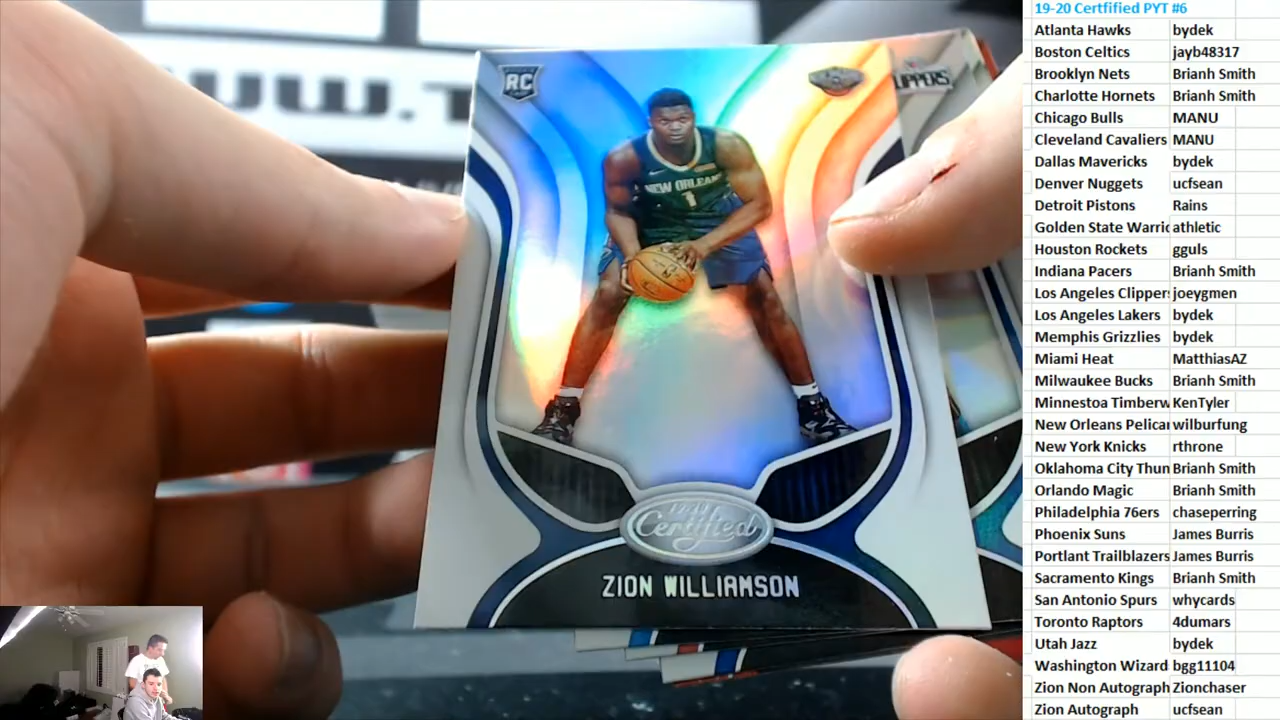 RC
CLIPPERS
NEW ORLEANS
1
Certified
ZION WILLIAMSON
19-20 Certfified PYT #6
Atlanta Hawks bydek
Boston Celtics jayb48317
Brooklyn Nets Brianh Smith
Charlotte Hornets Brianh Smith
Chicago Bulls MANU
Cleveland Cavaliers MANU
Dallas Mavericks bydek
Denver Nuggets ucfsean
Detroit Pistons Rains
Golden State Warric athletic
Houston Rockets gguls
Indiana Pacers Brianh Smith
Los Angeles Clippers joeygmen
Los Angeles Lakers bydek
Memphis Grizzlies bydek
Miami Heat MatthiasAZ
Milwaukee Bucks Brianh Smith
Minnestoa Timberw KenTyler
New Orleans Pelican wilburfung
New York Knicks rthrone
Oklahoma City Thun Brianh Smith
Orlando Magic Brianh Smith
Philadelphia 76ers chaseperring
Phoenix Suns James Burris
Portlant Trailblazers James Burris
Sacramento Kings Brianh Smith
San Antonio Spurs whycards
Toronto Raptors 4dumars
Utah Jazz bydek
Washington Wizard bgg11104
Zion Non Autograph Zionchaser
Zion Autograph ucfsean